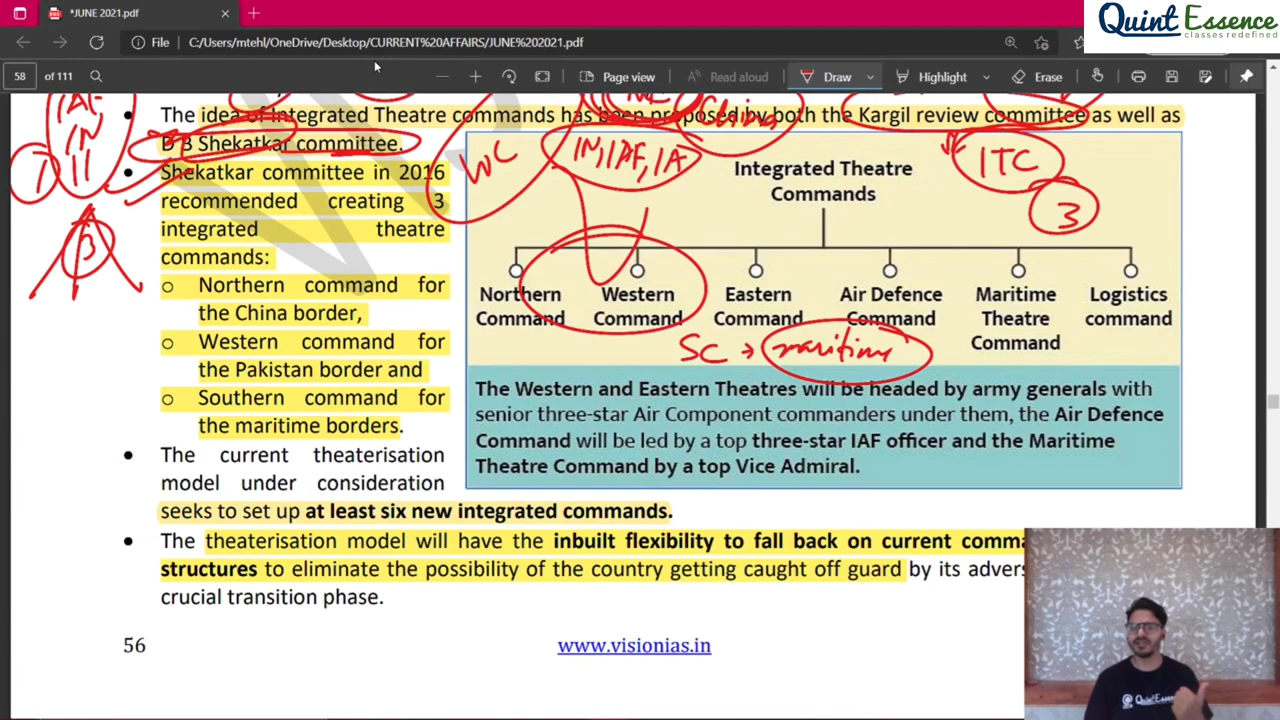 *JUNE 2021.pdf
Quint Essence
classes redefined
File C:/Users/mtehl/OneDrive/Desktop/CURRENT%20AFFAIRS/JUNE%202021.pdf
58 of 111
Page view
Read aloud
Draw
Highlight
Erase
IAF
IN
11
7
3
• The idea of Integrated Theatre commands has been proposed by both the Kargil review committee as well as
D B Shekatkar committee.
China
WC
IN, IAF, IA
ITC
3
• Shekatkar committee in 2016
recommended creating 3
integrated theatre
commands:
o Northern command for
the China border,
o Western command for
the Pakistan border and
o Southern command for
the maritime borders.
Integrated Theatre
Commands
Northern Command
Western Command
Eastern Command
Air Defence Command
Maritime Theatre Command
Logistics command
SC → maritime
The Western and Eastern Theatres will be headed by army generals with
senior three-star Air Component commanders under them, the Air Defence
Command will be led by a top three-star IAF officer and the Maritime
Theatre Command by a top Vice Admiral.
• The current theaterisation
model under consideration
seeks to set up at least six new integrated commands.
• The theaterisation model will have the inbuilt flexibility to fall back on current comma
structures to eliminate the possibility of the country getting caught off guard by its advers
crucial transition phase.
56
www.visionias.in
Quint Essence